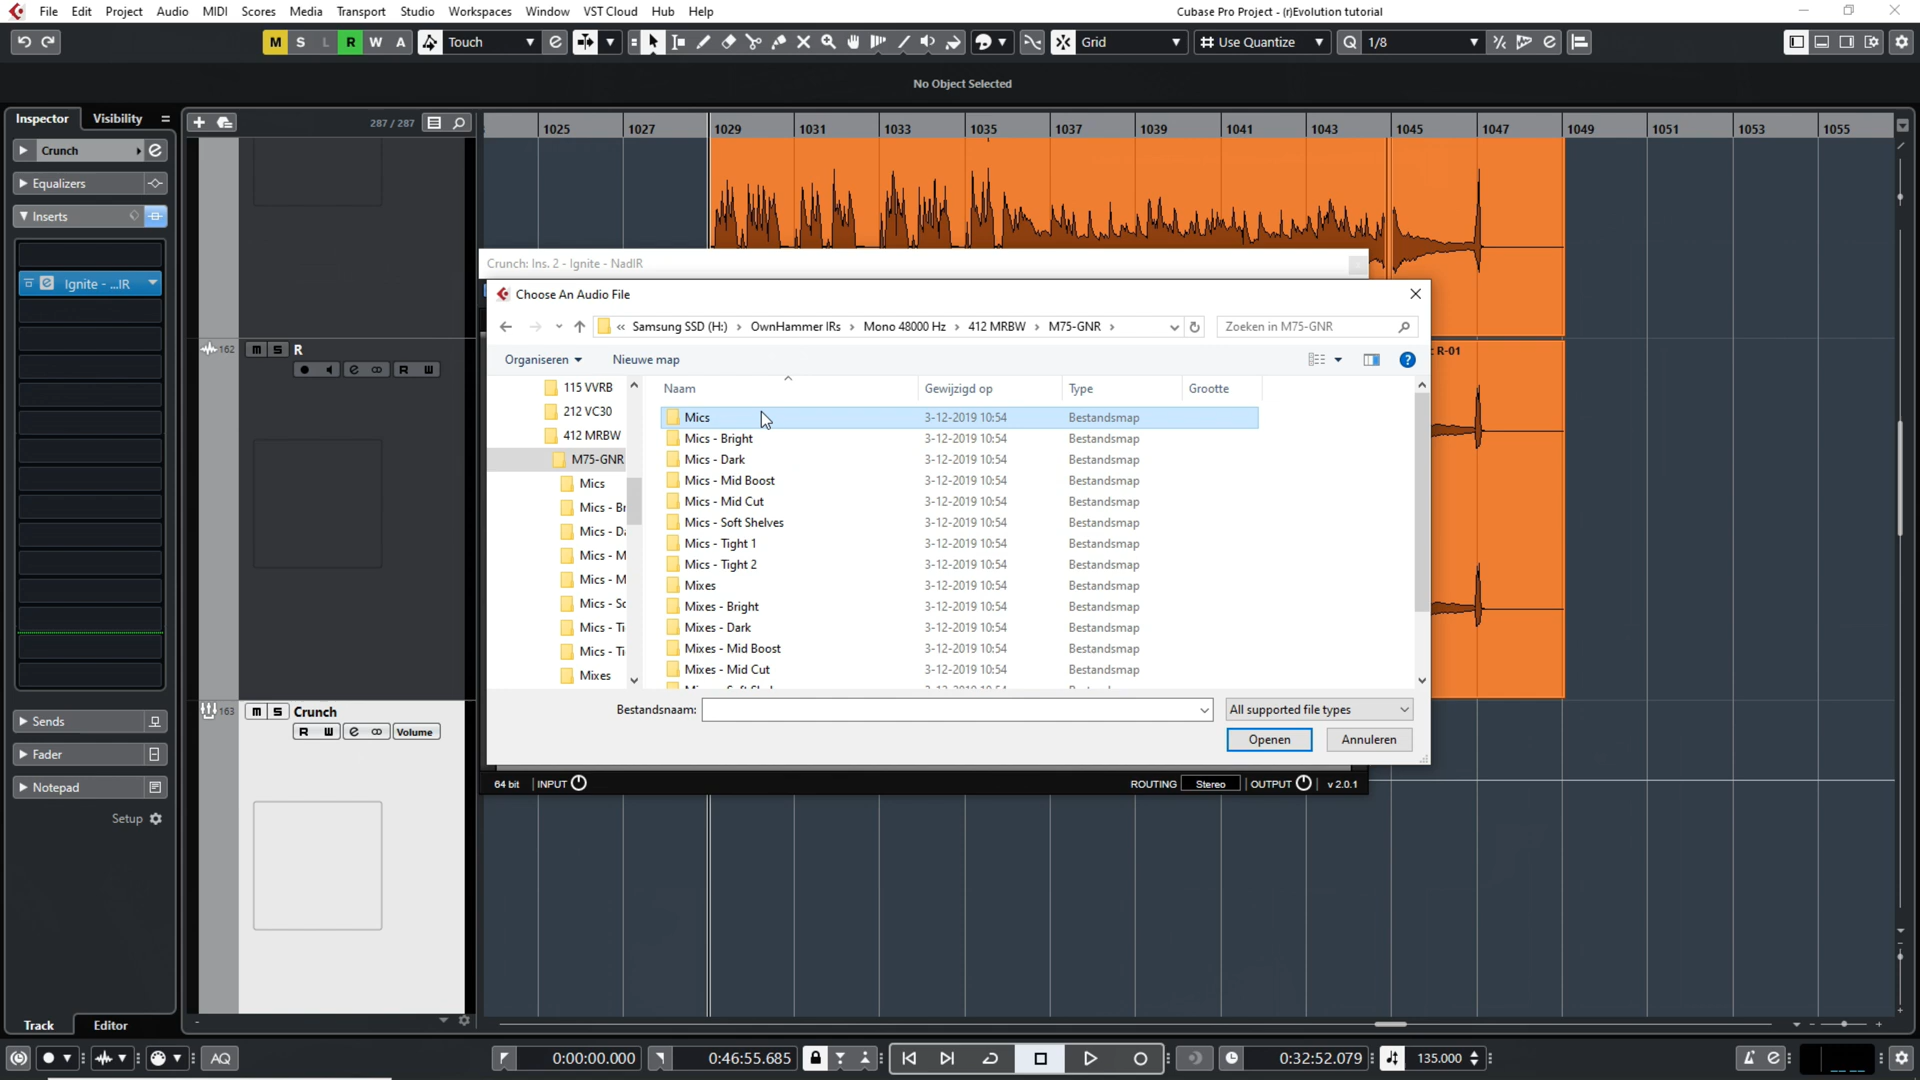 File Edit Project Audio MIDI Scores Media Transport Studio Workspaces Window VST Cloud Hub Help
Cubase Pro Project - (r)Evolution tutorial
M S L R W A Touch Grid Use Quantize Q 1/8
No Object Selected
Inspector Visibility
287 / 287
1025 1027 1029 1031 1033 1035 1037 1039 1041 1043 1045 1047 1049 1051 1053 1055
Crunch
Equalizers
Inserts
Ignite - ...IR
Sends
Fader
Notepad
Setup
Track Editor
162 m S R
R W
163 m S Crunch
R W Volume
R-01
Crunch: Ins. 2 - Ignite - NadIR
Choose An Audio File
« Samsung SSD (H:) › OwnHammer IRs › Mono 48000 Hz › 412 MRBW › M75-GNR ›
Zoeken in M75-GNR
Organiseren Nieuwe map
115 VVRB
212 VC30
412 MRBW
M75-GNR
Mics
Mics - Br
Mics - Da
Mics - M
Mics - M
Mics - So
Mics - Ti
Mics - Ti
Mixes
Naam Gewijzigd op Type Grootte
Mics 3-12-2019 10:54 Bestandsmap
Mics - Bright 3-12-2019 10:54 Bestandsmap
Mics - Dark 3-12-2019 10:54 Bestandsmap
Mics - Mid Boost 3-12-2019 10:54 Bestandsmap
Mics - Mid Cut 3-12-2019 10:54 Bestandsmap
Mics - Soft Shelves 3-12-2019 10:54 Bestandsmap
Mics - Tight 1 3-12-2019 10:54 Bestandsmap
Mics - Tight 2 3-12-2019 10:54 Bestandsmap
Mixes 3-12-2019 10:54 Bestandsmap
Mixes - Bright 3-12-2019 10:54 Bestandsmap
Mixes - Dark 3-12-2019 10:54 Bestandsmap
Mixes - Mid Boost 3-12-2019 10:54 Bestandsmap
Mixes - Mid Cut 3-12-2019 10:54 Bestandsmap
Bestandsnaam:
All supported file types
Openen Annuleren
64 bit INPUT ROUTING Stereo OUTPUT v 2.0.1
AQ 0:00:00.000 0:46:55.685 0:32:52.079 135.000